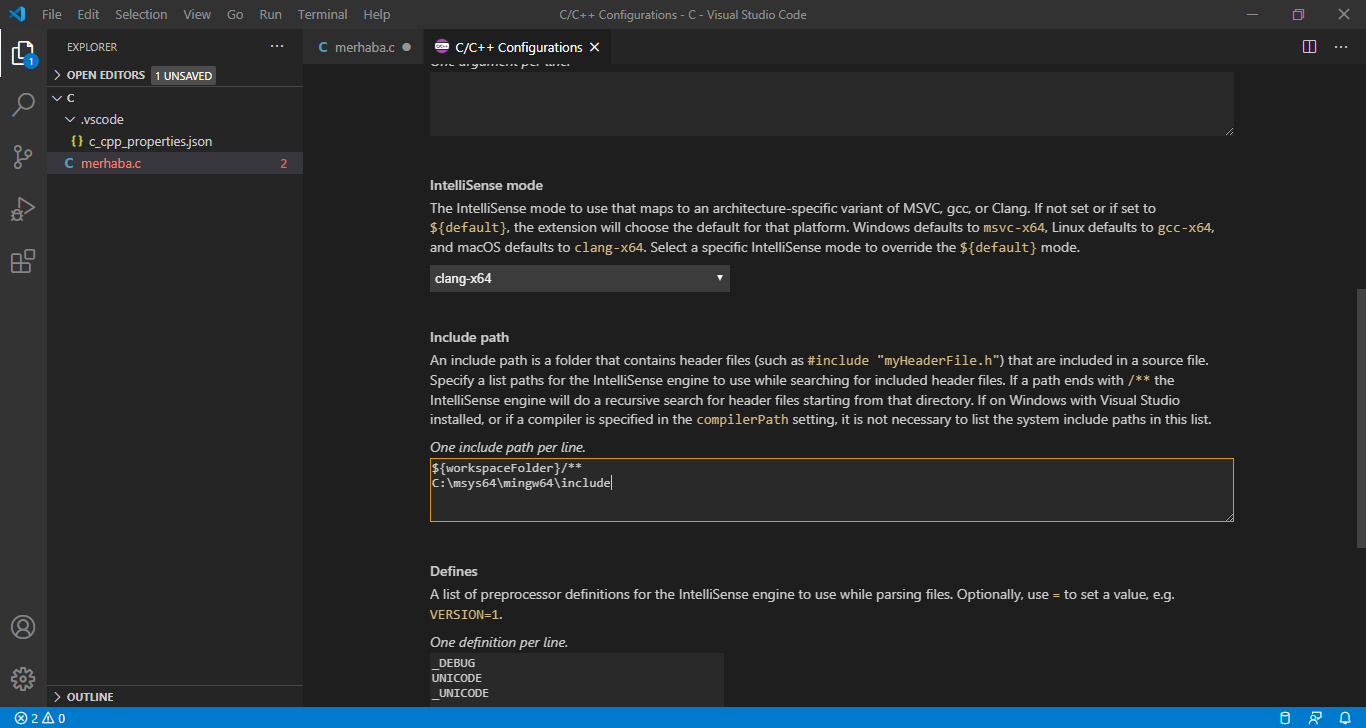 File Edit Selection View Go Run Terminal Help
C/C++ Configurations - C - Visual Studio Code
EXPLORER
OPEN EDITORS 1 UNSAVED
C
.vscode
{} c_cpp_properties.json
C merhaba.c 2
OUTLINE
C merhaba.c
C/C++ C/C++ Configurations
One argument per line.
IntelliSense mode
The IntelliSense mode to use that maps to an architecture-specific variant of MSVC, gcc, or Clang. If not set or if set to
${default}, the extension will choose the default for that platform. Windows defaults to msvc-x64, Linux defaults to gcc-x64,
and macOS defaults to clang-x64. Select a specific IntelliSense mode to override the ${default} mode.
clang-x64
Include path
An include path is a folder that contains header files (such as #include "myHeaderFile.h") that are included in a source file.
Specify a list paths for the IntelliSense engine to use while searching for included header files. If a path ends with /** the
IntelliSense engine will do a recursive search for header files starting from that directory. If on Windows with Visual Studio
installed, or if a compiler is specified in the compilerPath setting, it is not necessary to list the system include paths in this list.
One include path per line.
${workspaceFolder}/**
C:\msys64\mingw64\include
Defines
A list of preprocessor definitions for the IntelliSense engine to use while parsing files. Optionally, use = to set a value, e.g.
VERSION=1.
One definition per line.
_DEBUG
UNICODE
_UNICODE
1
2 0